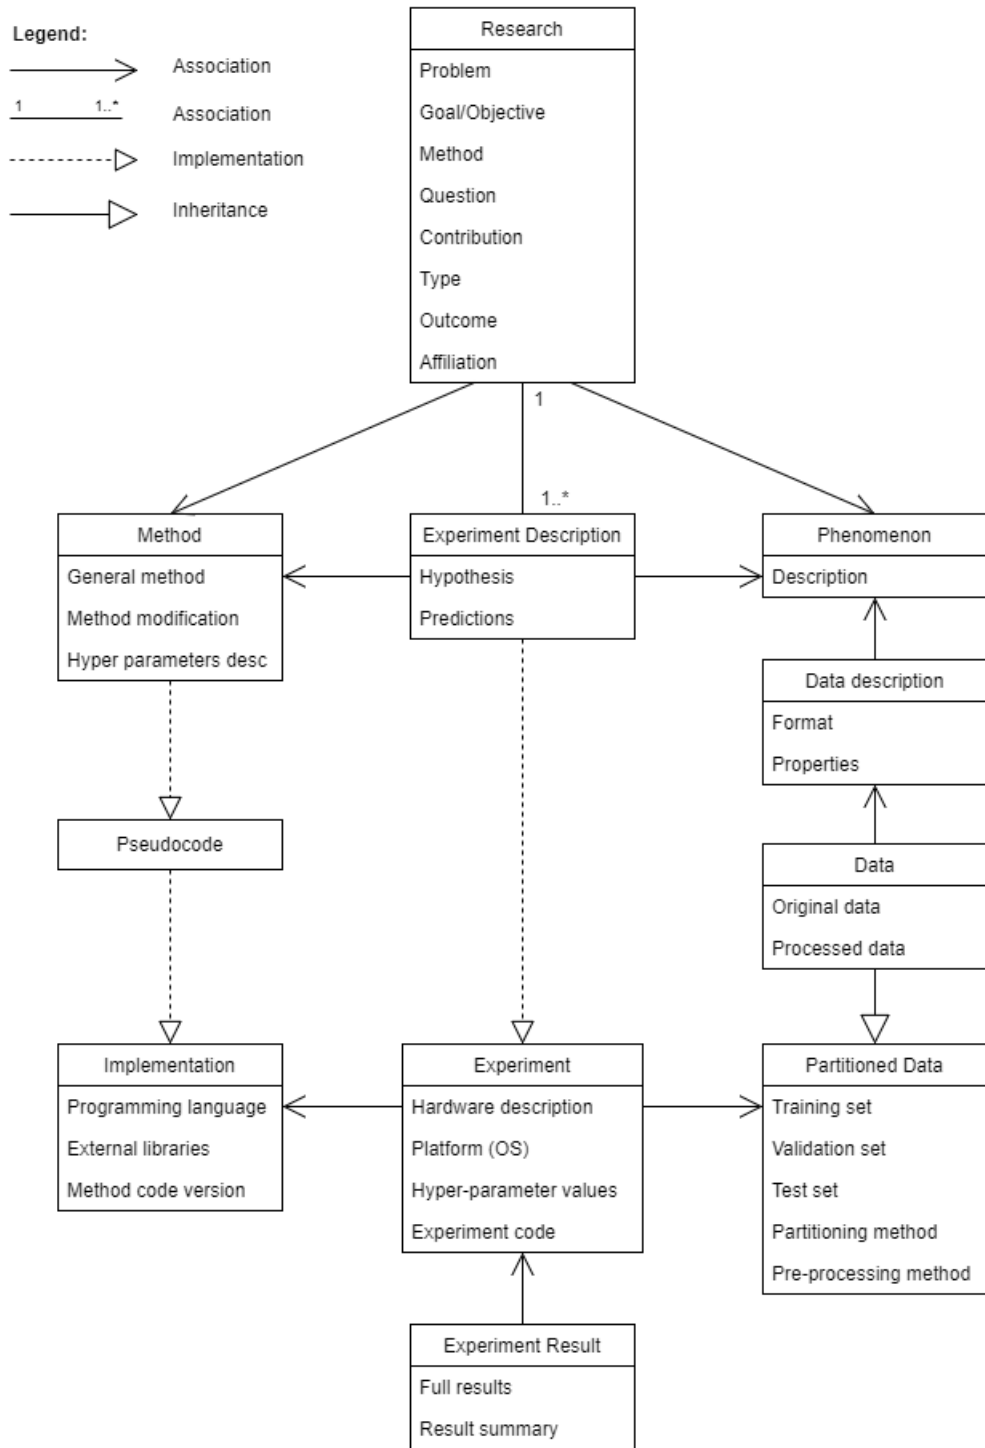 Legend:
Association
1 1..*
Association
Implementation
Inheritance
Research
Problem
Goal/Objective
Method
Question
Contribution
Type
Outcome
Affiliation
1
1..*
Method
General method
Method modification
Hyper parameters desc
Experiment Description
Hypothesis
Predictions
Phenomenon
Description
Data description
Format
Properties
Pseudocode
Data
Original data
Processed data
Implementation
Programming language
External libraries
Method code version
Experiment
Hardware description
Platform (OS)
Hyper-parameter values
Experiment code
Partitioned Data
Training set
Validation set
Test set
Partitioning method
Pre-processing method
Experiment Result
Full results
Result summary